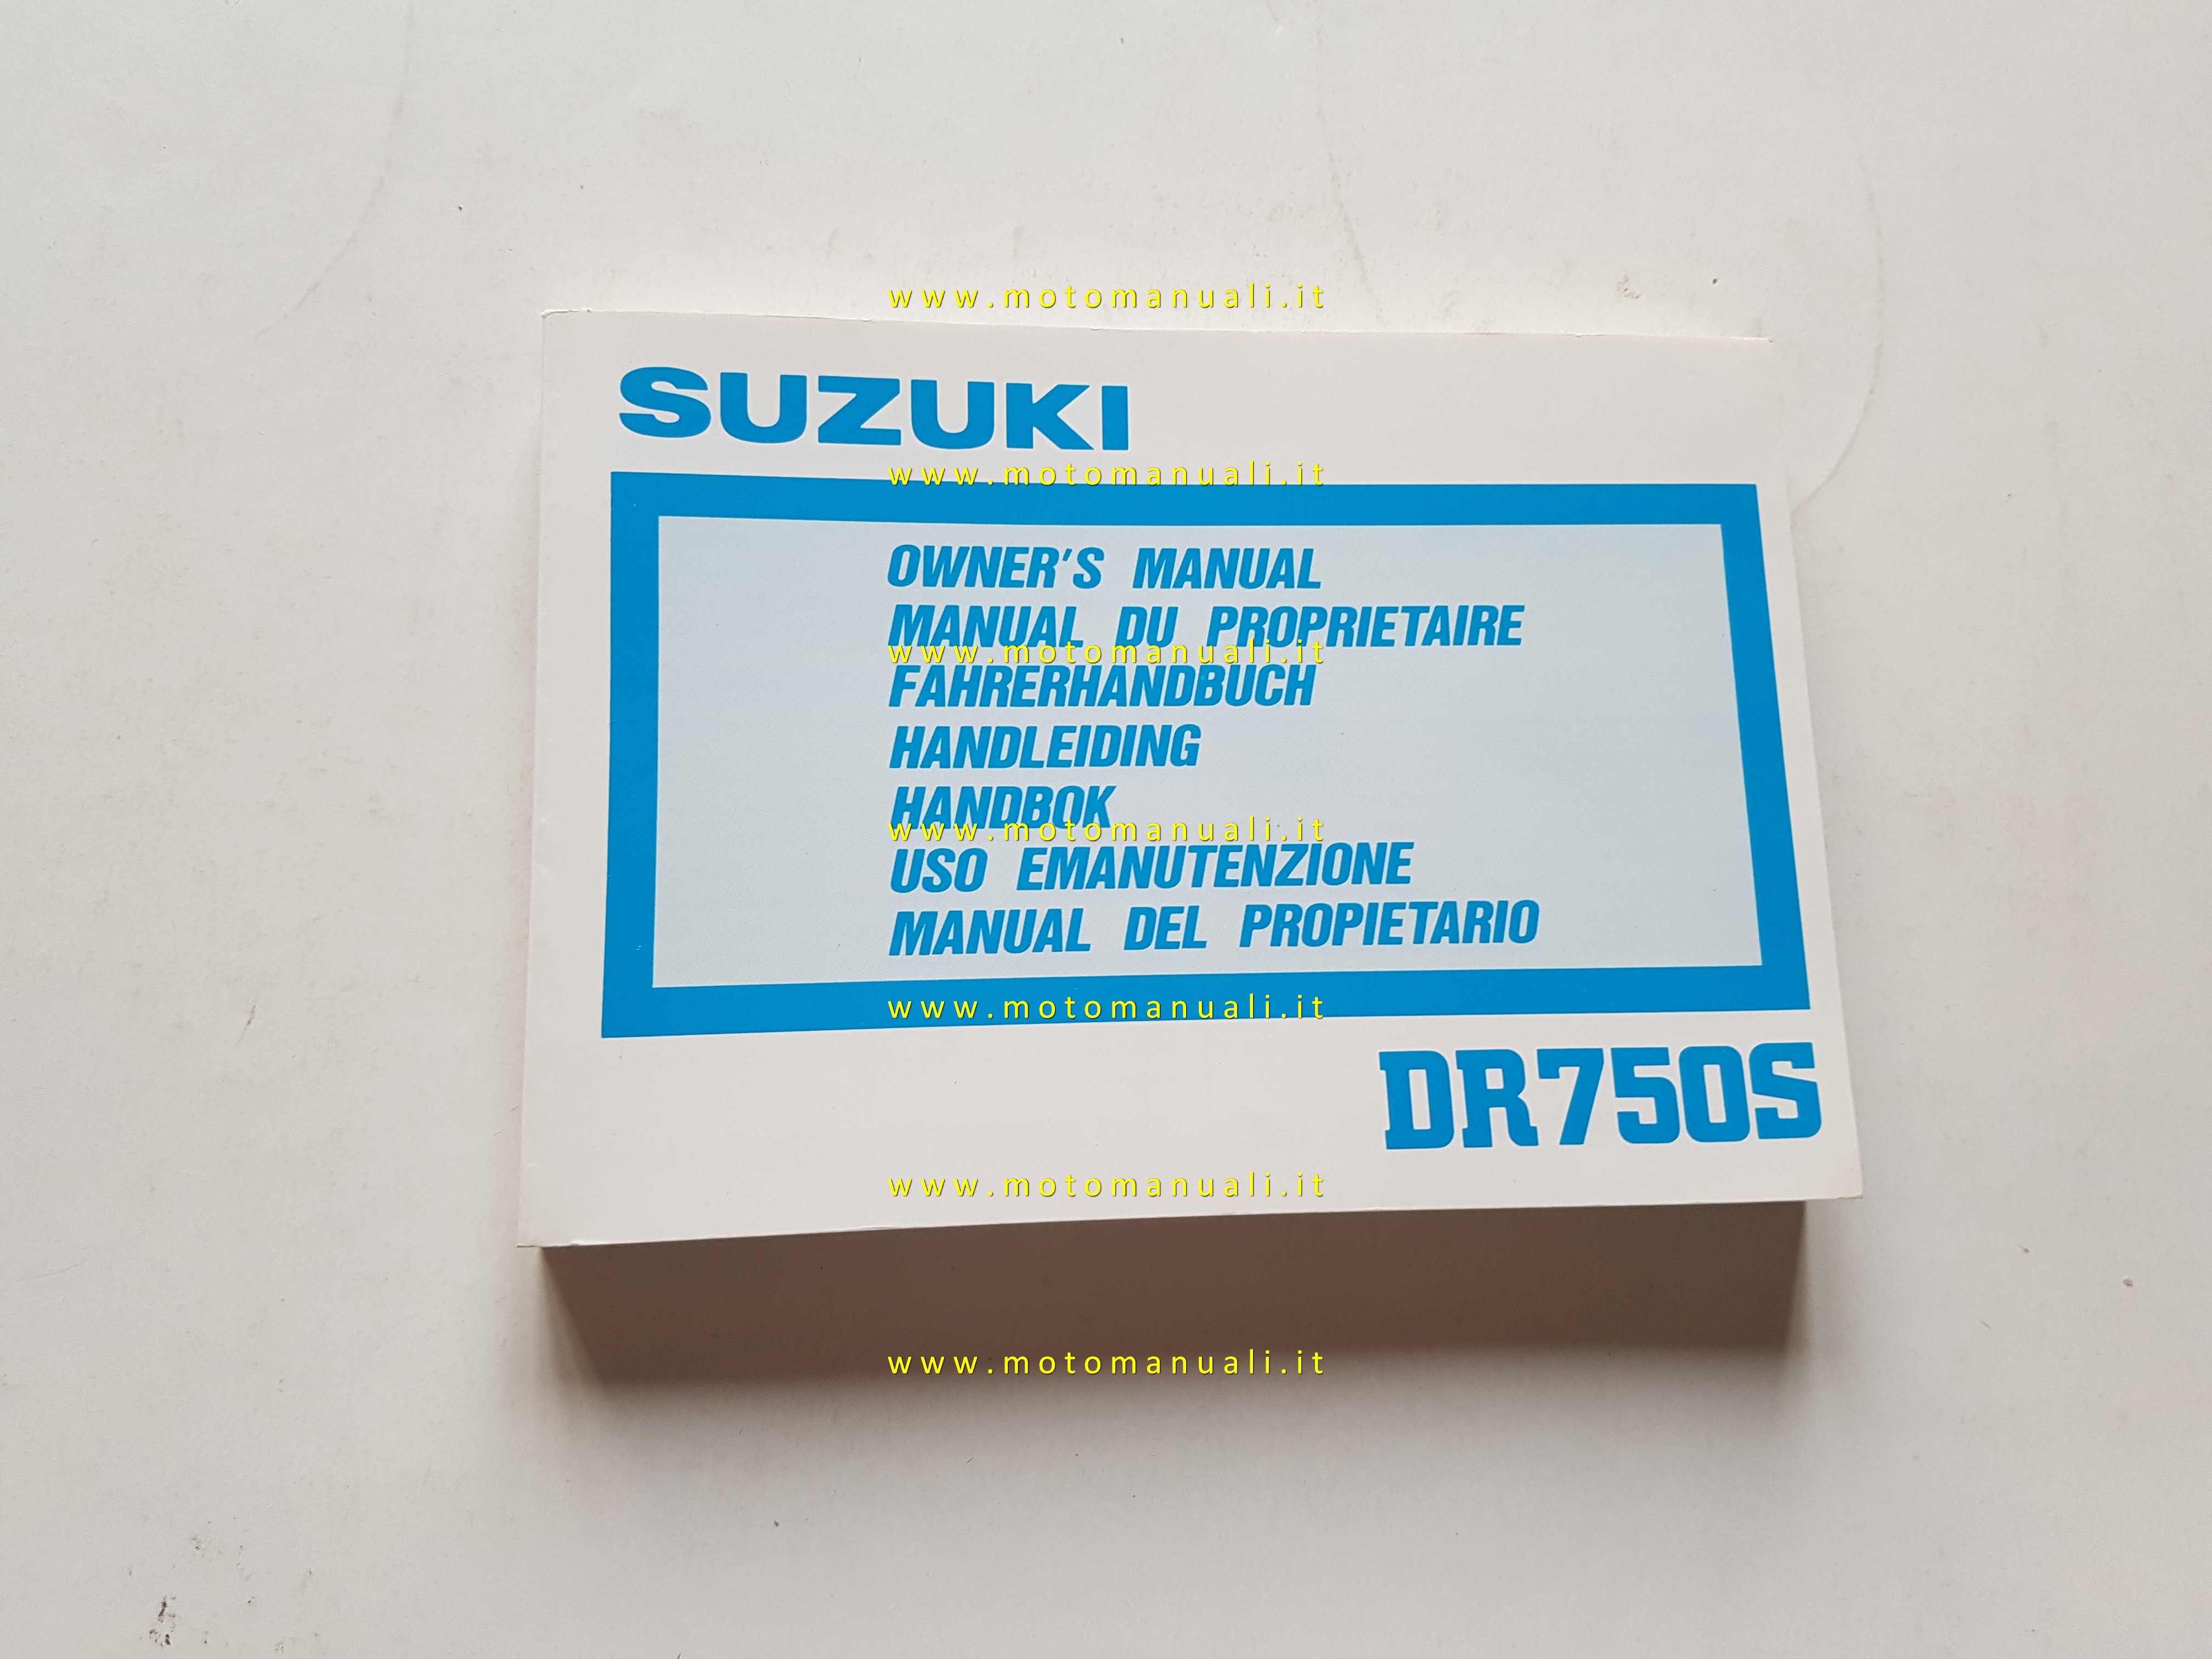 www.motomanuali.it
SUZUKI
www.motomanuali.it
OWNER'S MANUAL
MANUAL DU PROPRIETAIRE
www.motomanuali.it
FAHRERHANDBUCH
HANDLEIDING
HANDBOK
www.motomanuali.it
USO EMANUTENZIONE
MANUAL DEL PROPIETARIO
www.motomanuali.it
DR750S
www.motomanuali.it
www.motomanuali.it